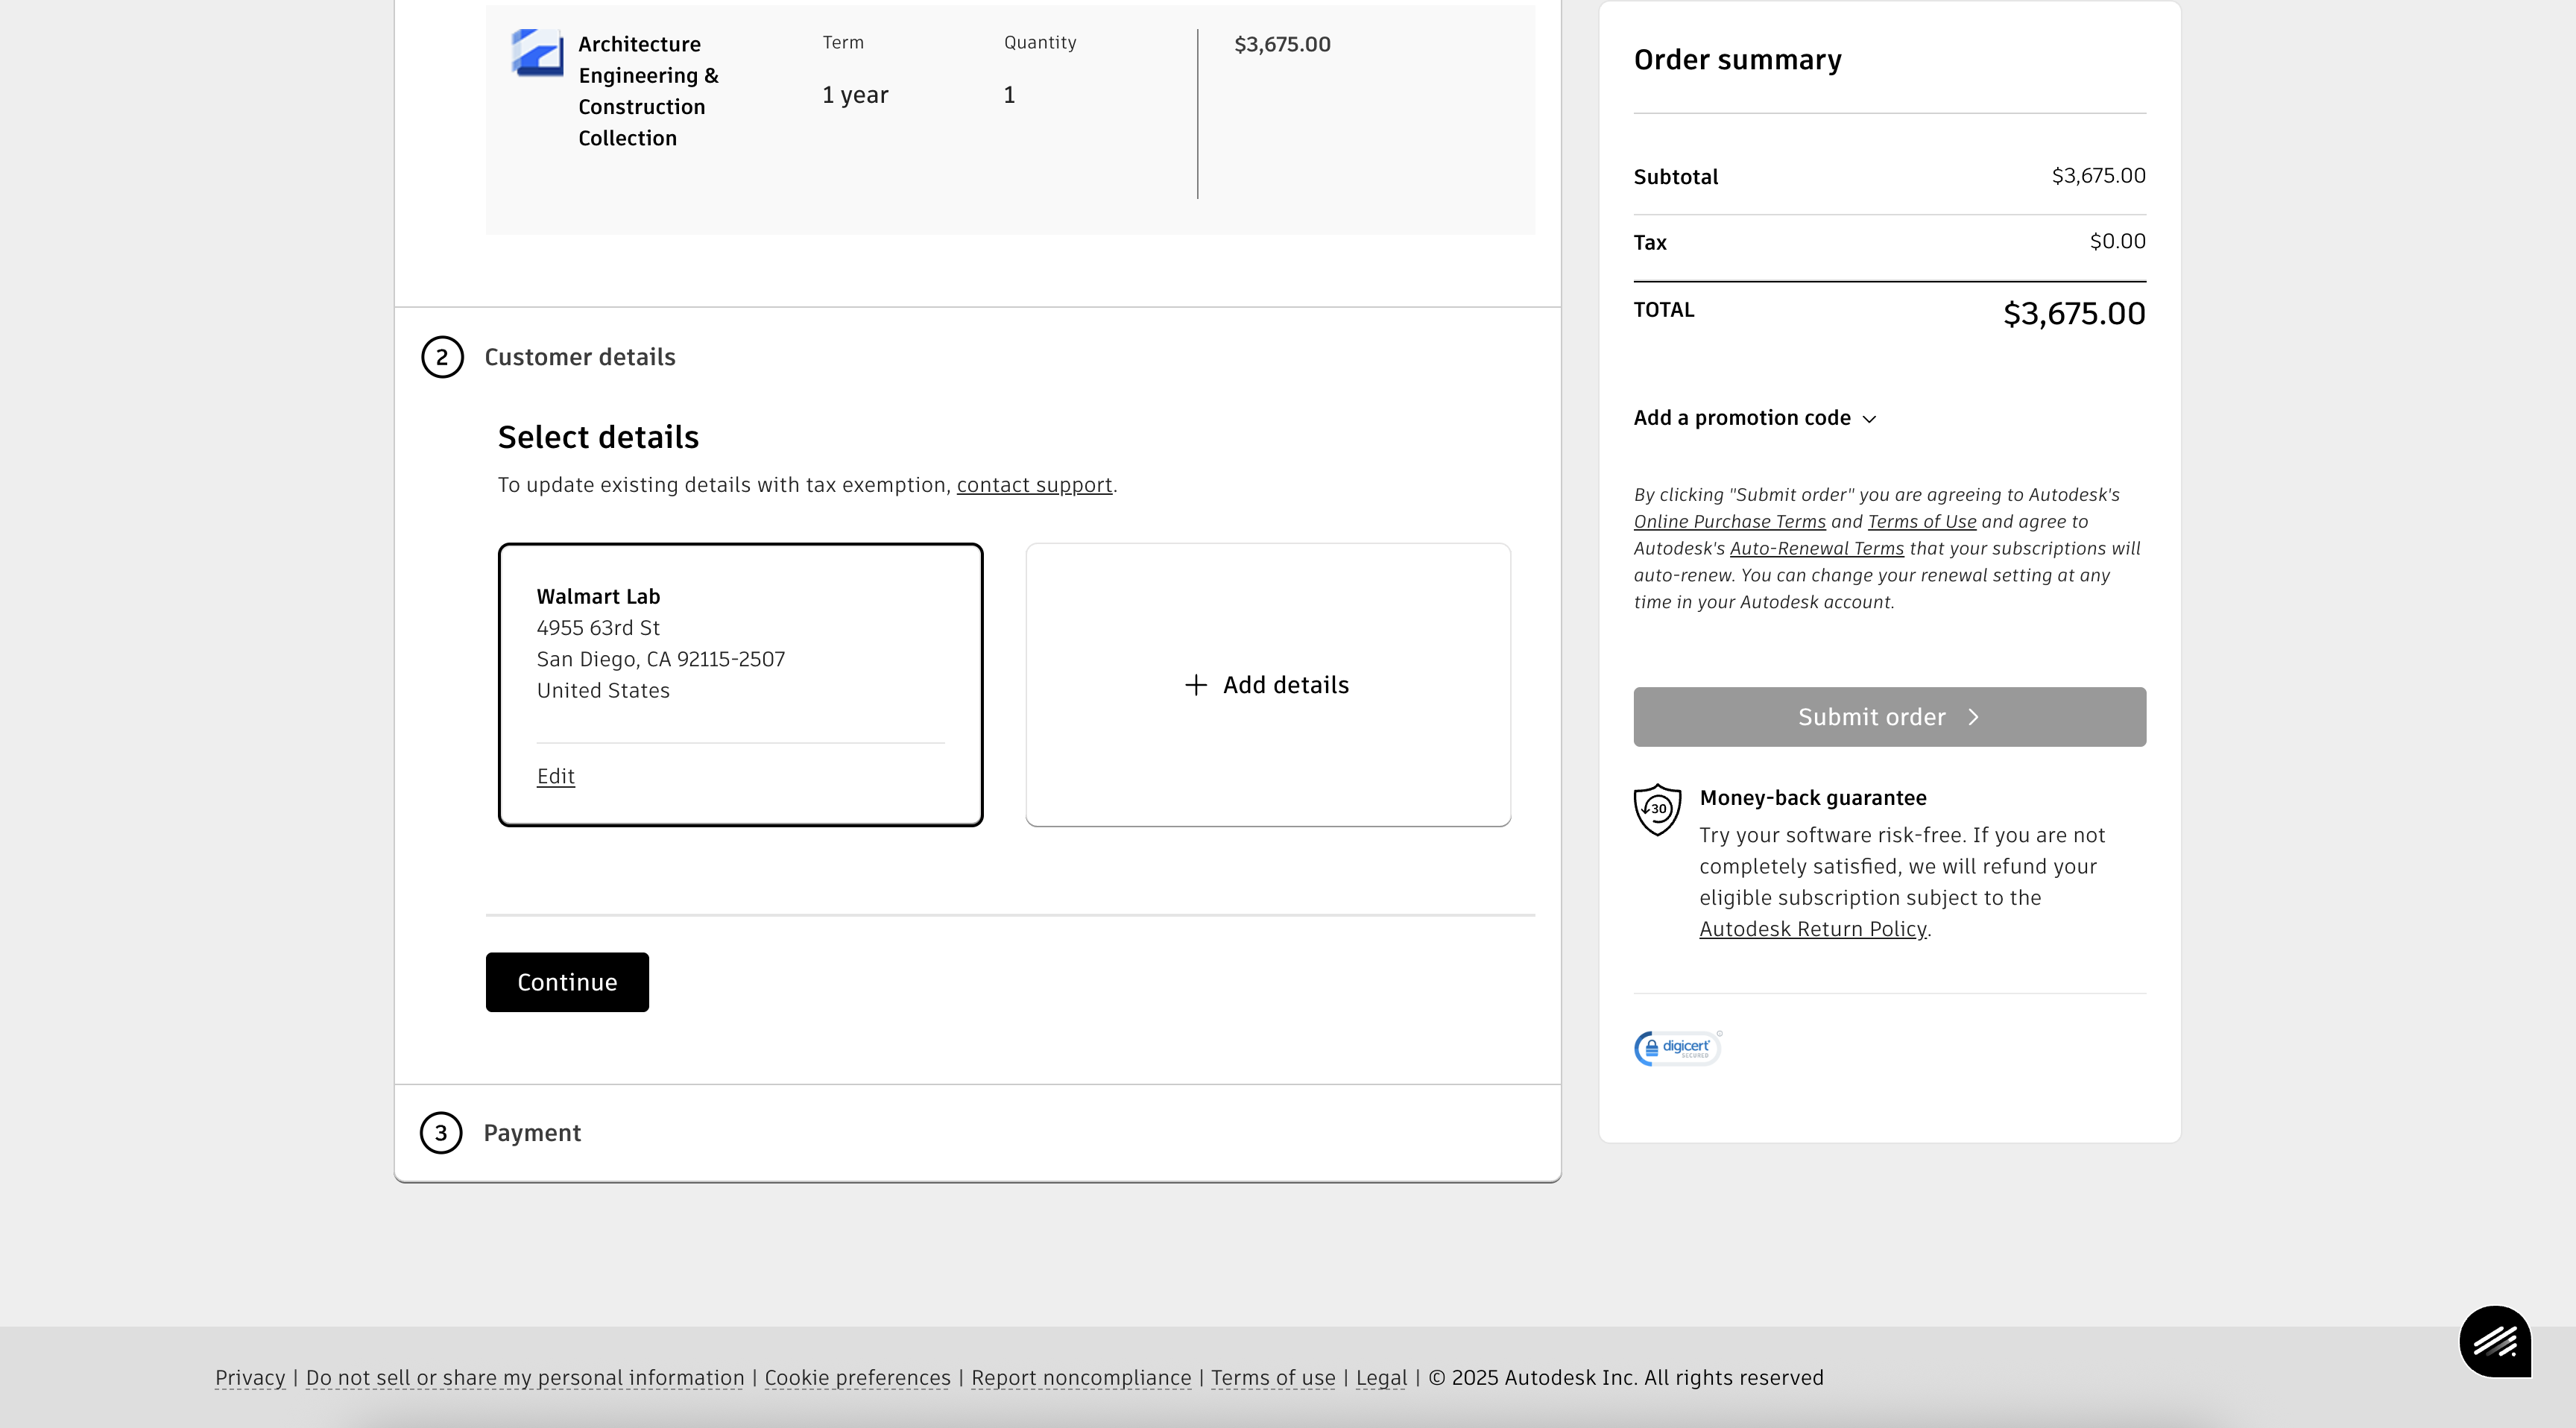 Architecture
Engineering &
Construction
Collection
Term
1 year
Quantity
1
$3,675.00
2 Customer details
Select details
To update existing details with tax exemption, contact support.
Walmart Lab
4955 63rd St
San Diego, CA 92115-2507
United States
Edit
+ Add details
Continue
3 Payment
Order summary
Subtotal $3,675.00
Tax $0.00
TOTAL $3,675.00
Add a promotion code
By clicking "Submit order" you are agreeing to Autodesk's
Online Purchase Terms and Terms of Use and agree to
Autodesk's Auto-Renewal Terms that your subscriptions will
auto-renew. You can change your renewal setting at any
time in your Autodesk account.
Submit order
30
Money-back guarantee
Try your software risk-free. If you are not
completely satisfied, we will refund your
eligible subscription subject to the
Autodesk Return Policy.
digicert
SECURED
Privacy | Do not sell or share my personal information | Cookie preferences | Report noncompliance | Terms of use | Legal | © 2025 Autodesk Inc. All rights reserved